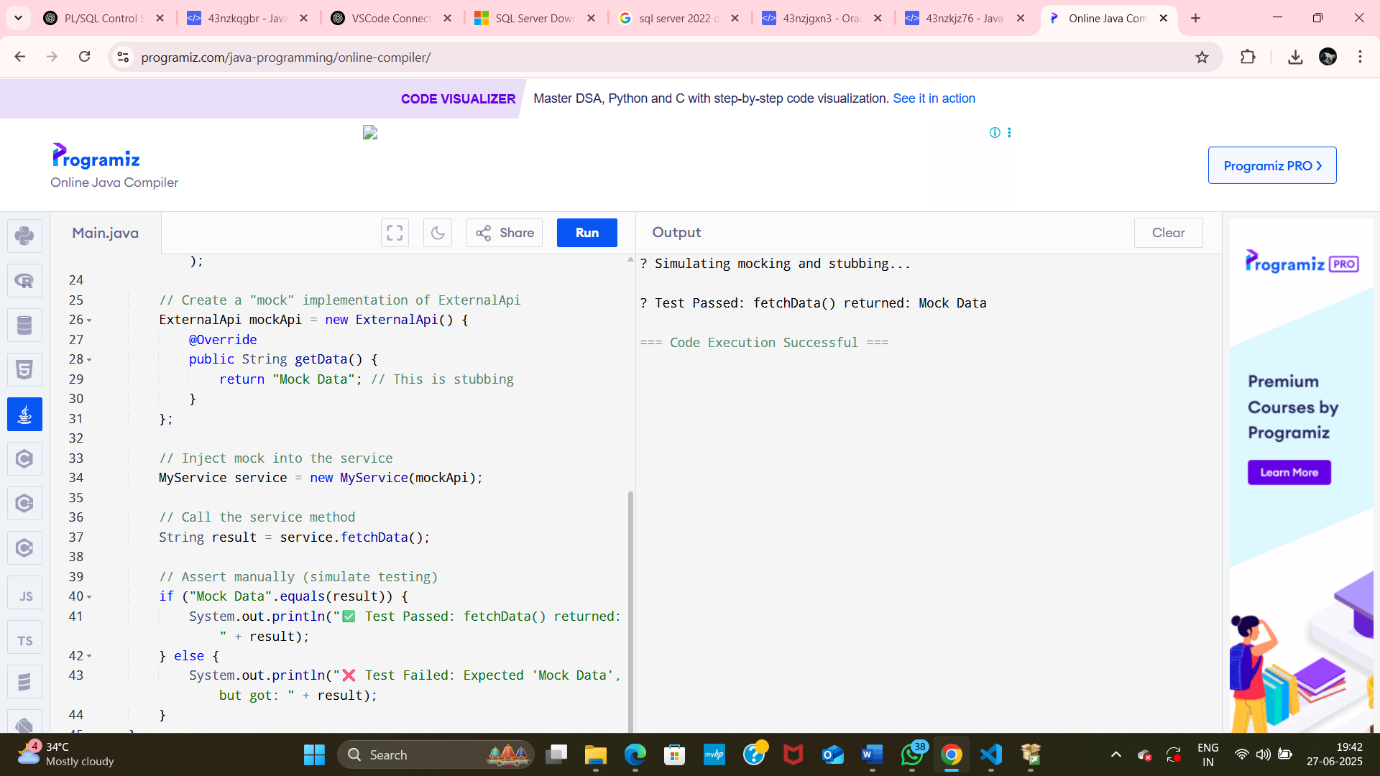 PL/SQL Control S
43nzkqgbr - Java
VSCode Connect
SQL Server Down
sql server 2022 d
43nzjgxn3 - Orac
43nzkjz76 - Java
Online Java Com
programiz.com/java-programming/online-compiler/
CODE VISUALIZER
Master DSA, Python and C with step-by-step code visualization. See it in action
Programiz
Online Java Compiler
Programiz PRO
Main.java
Share
Run
Output
Clear
);
24
25 // Create a "mock" implementation of ExternalApi
26 ExternalApi mockApi = new ExternalApi() {
27 @Override
28 public String getData() {
29 return "Mock Data"; // This is stubbing
30 }
31 };
32
33 // Inject mock into the service
34 MyService service = new MyService(mockApi);
35
36 // Call the service method
37 String result = service.fetchData();
38
39 // Assert manually (simulate testing)
40 if ("Mock Data".equals(result)) {
41 System.out.println("✅ Test Passed: fetchData() returned:
" + result);
42 } else {
43 System.out.println("❌ Test Failed: Expected 'Mock Data',
but got: " + result);
44 }
? Simulating mocking and stubbing...
? Test Passed: fetchData() returned: Mock Data
=== Code Execution Successful ===
JS
TS
Programiz PRO
Premium
Courses by
Programiz
Learn More
4
34°C
Mostly cloudy
Search
myhp
38
ENG
IN
19:42
27-06-2025